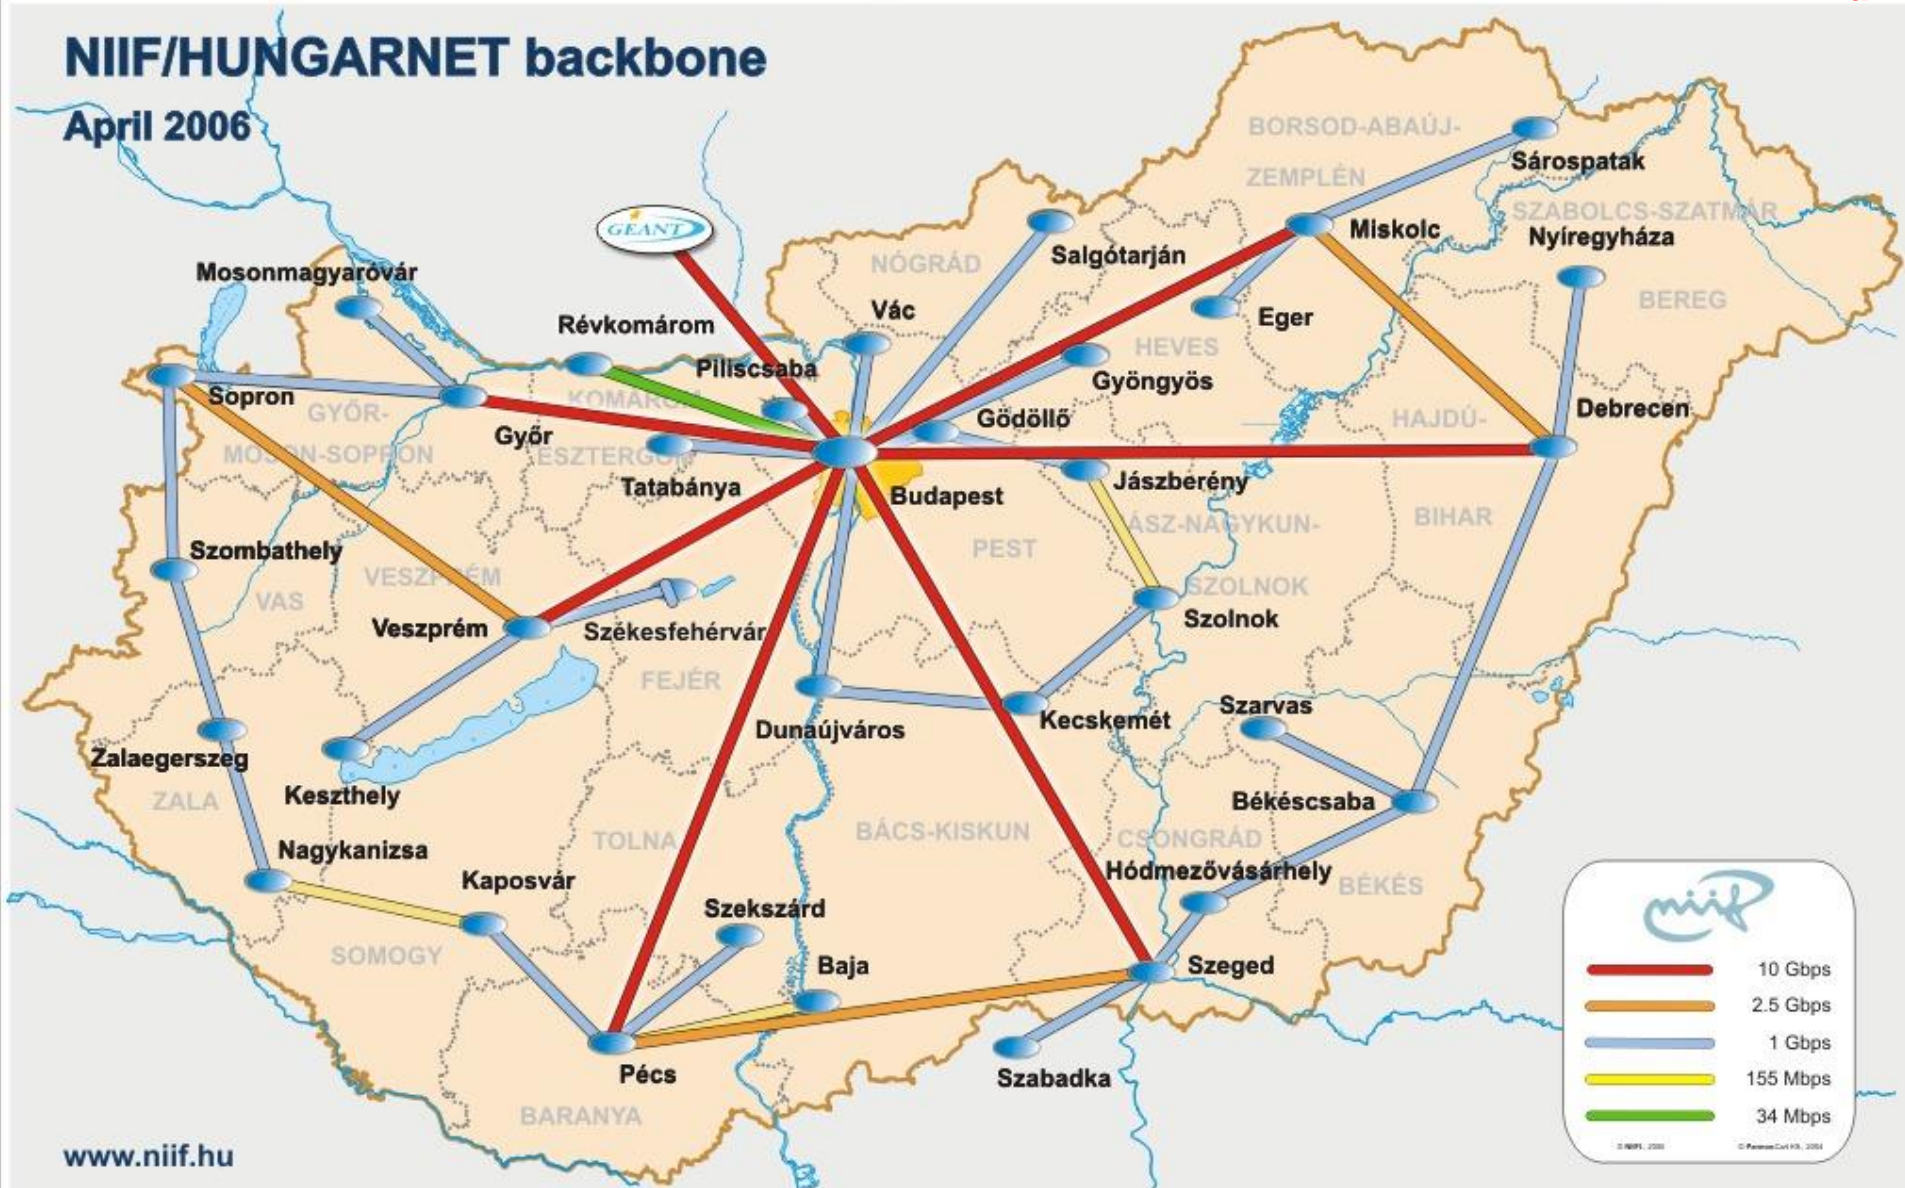 NIIF/HUNGARNET backbone
April 2006
BORSOD-ABAÚJ-
ZEMPLÉN
Sárospatak
SZABOLCS-SZATMÁR
Nyíregyháza
BEREG
GÉANT
Miskolc
Salgótarján
NÓGRÁD
Mosonmagyaróvár
Vác
Eger
Révkomárom
HEVES
Piliscsaba
Gyöngyös
Sopron
GYŐR-
MOSON-SOPRON
Győr
Gödöllő
HAJDÚ-
Debrecen
Tatabánya
Budapest
Jászberény
BIHAR
PEST
Szombathely
VAS
Veszprém
Székesfehérvár
FEJÉR
SZOLNOK
Szolnok
Dunaújváros
Kecskemét
Szarvas
Zalaegerszeg
ZALA
Keszthely
Békéscsaba
TOLNA
BÁCS-KISKUN
CSONGRÁD
Nagykanizsa
Kaposvár
Hódmezővásárhely
BÉKÉS
Szekszárd
SOMOGY
Baja
Szeged
Pécs
Szabadka
BARANYA
niif
10 Gbps
2.5 Gbps
1 Gbps
155 Mbps
34 Mbps
www.niif.hu